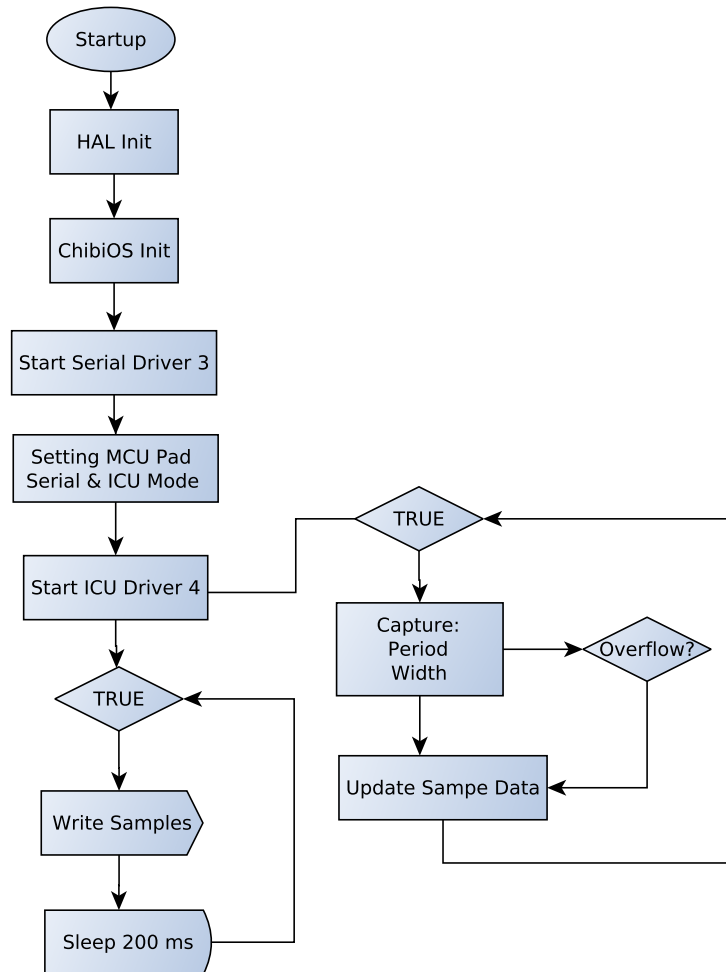 Startup
HAL Init
ChibiOS Init
Start Serial Driver 3
Setting MCU Pad
Serial & ICU Mode
Start ICU Driver 4
TRUE
Write Samples
Sleep 200 ms
TRUE
Capture:
Period
Width
Overflow?
Update Sampe Data